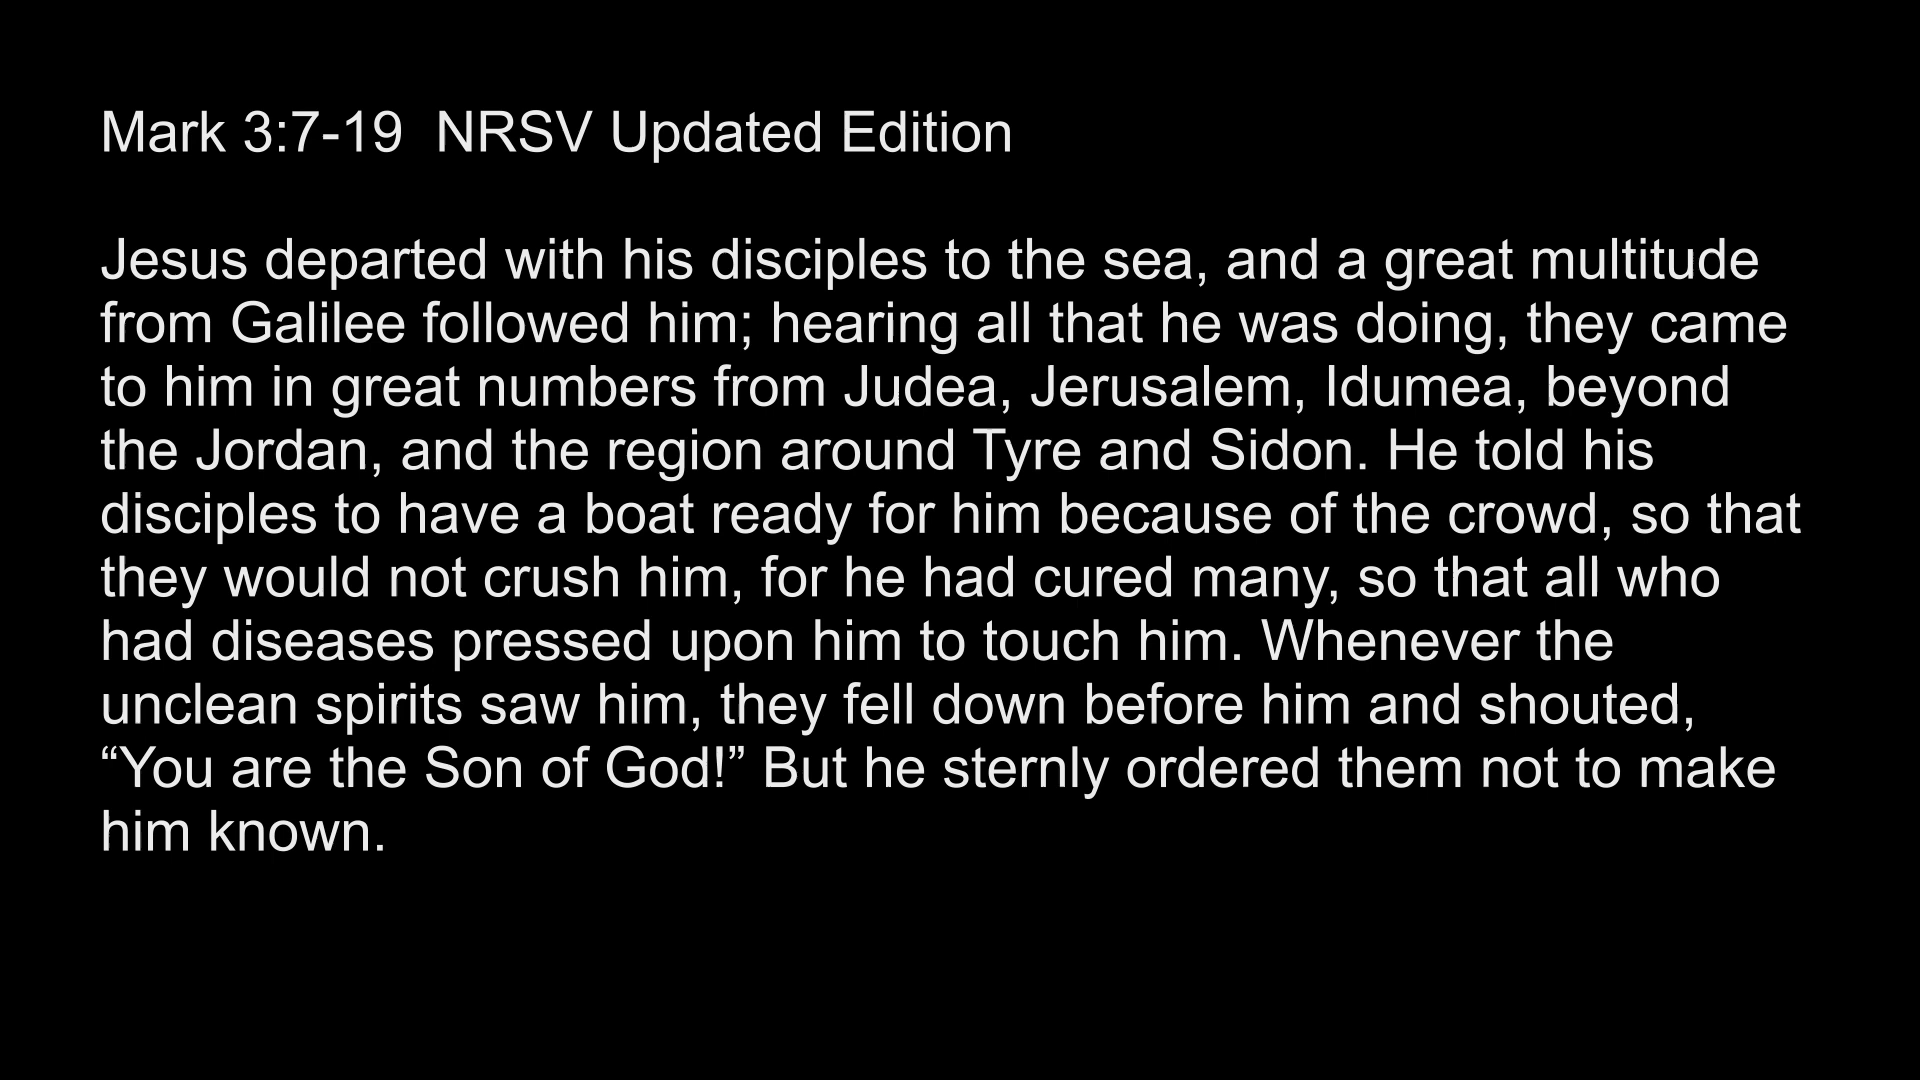 Mark 3:7-19  NRSV Updated Edition
Jesus departed with his disciples to the sea, and a great multitude
from Galilee followed him; hearing all that he was doing, they came
to him in great numbers from Judea, Jerusalem, Idumea, beyond
the Jordan, and the region around Tyre and Sidon. He told his
disciples to have a boat ready for him because of the crowd, so that
they would not crush him, for he had cured many, so that all who
had diseases pressed upon him to touch him. Whenever the
unclean spirits saw him, they fell down before him and shouted,
“You are the Son of God!” But he sternly ordered them not to make
him known.